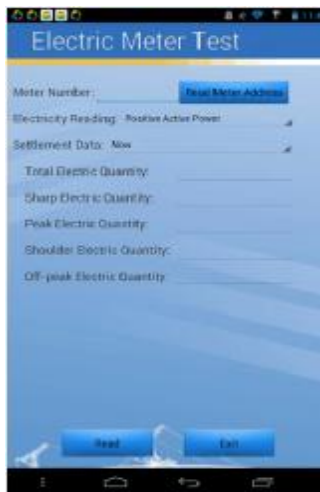 Electric Meter Test
Meter Number: Read Meter Address
Electricity Reading: Positive Active Power
Settlement Data: Now
Total Electric Quantity:
Sharp Electric Quantity:
Peak Electric Quantity:
Shoulder Electric Quantity:
Off-peak Electric Quantity
Read Exit